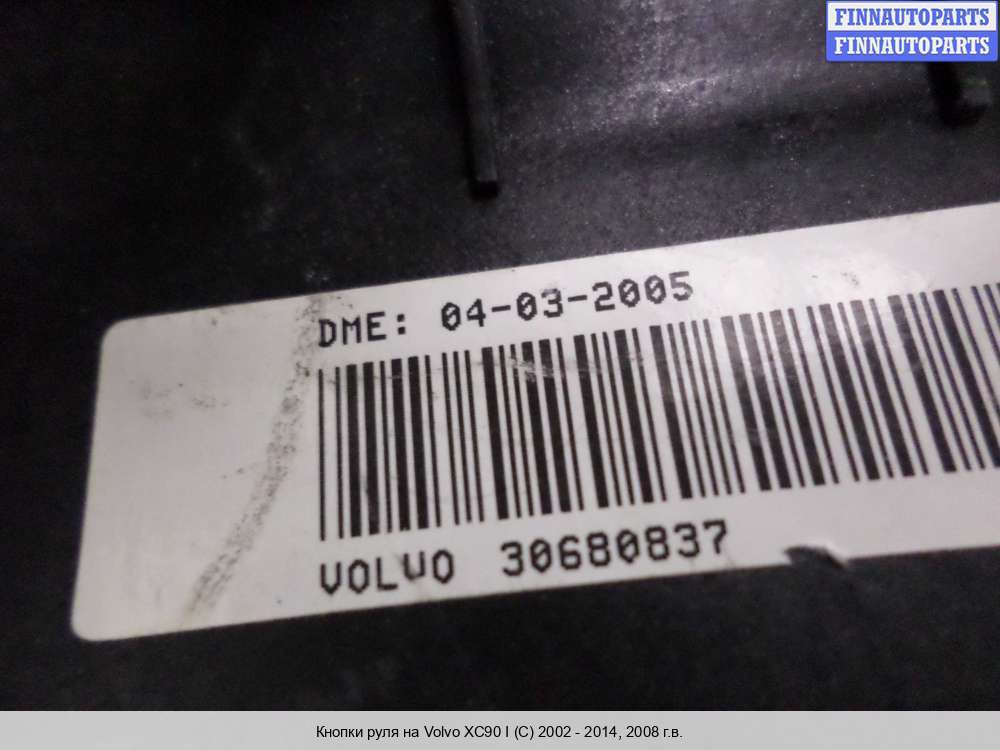 FINNAUTOPARTS
FINNAUTOPARTS
DME: 04-03-2005
VOLVO 30680837
Кнопки руля на Volvo XC90 I (C) 2002 - 2014, 2008 г.в.